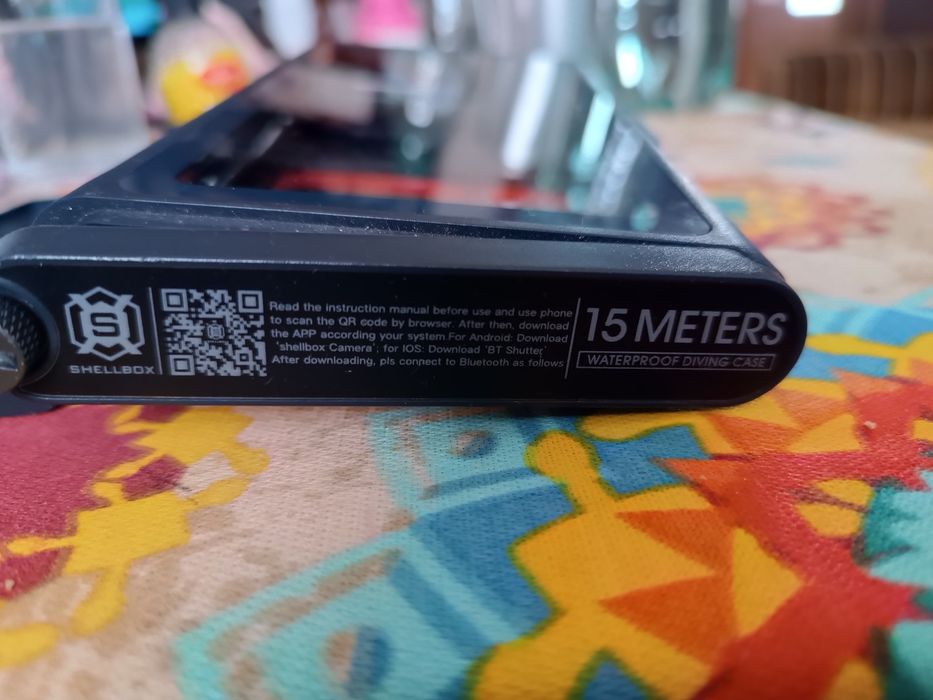 SHELLBOX
Read the instruction manual before use and use phone
to scan the QR code by browser. After then, download
the APP according your system.For Android: Download
'shellbox Camera'; for IOS: Download 'BT Shutter'
After downloading, pls connect to Bluetooth as follows
15 METERS
WATERPROOF DIVING CASE